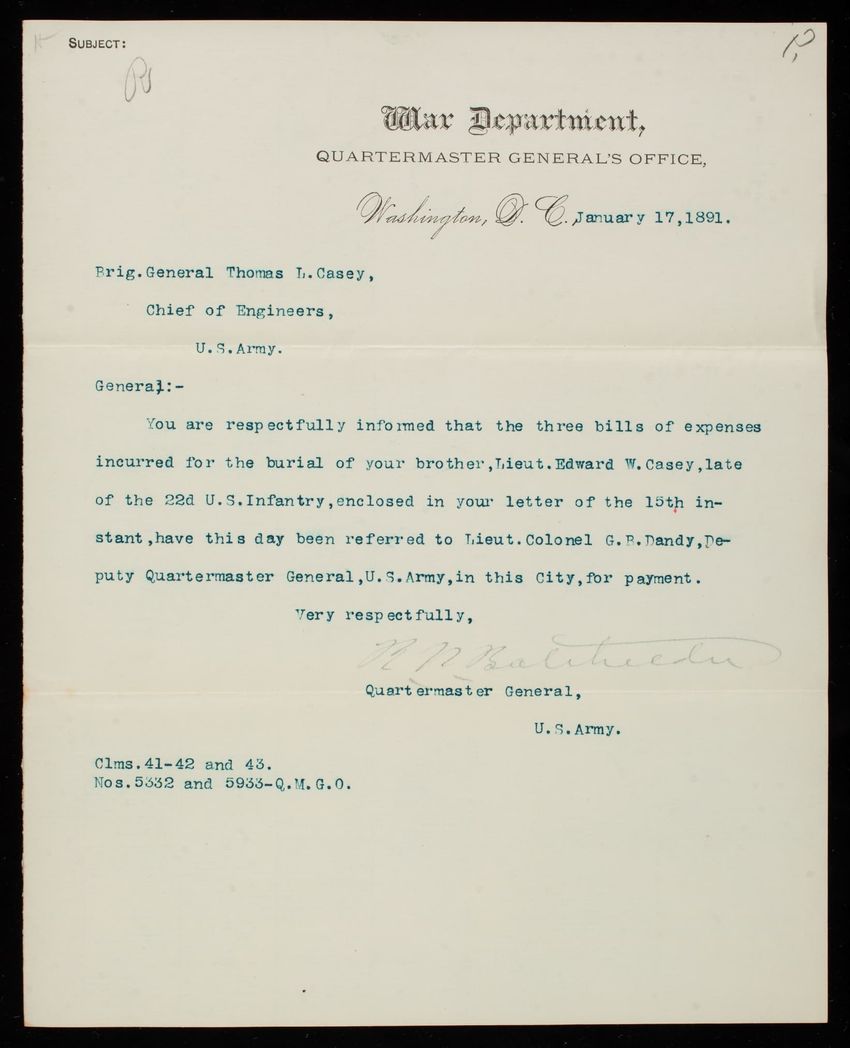 SUBJECT:
War Department,
QUARTERMASTER GENERAL'S OFFICE,
Washington, D. C., January 17,1891.
Brig.General Thomas L.Casey,
Chief of Engineers,
U.S.Army.
General:-
You are respectfully informed that the three bills of expenses
incurred for the burial of your brother,Lieut.Edward W.Casey,late
of the 22d U.S.Infantry,enclosed in your letter of the 15th in-
stant,have this day been referred to Lieut.Colonel G.B.Dandy,De-
puty Quartermaster General,U.S.Army,in this City,for payment.
Very respectfully,
R N Batchelder
Quartermaster General,
U.S.Army.
Clms.41-42 and 43.
Nos.5332 and 5933-Q.M.G.O.